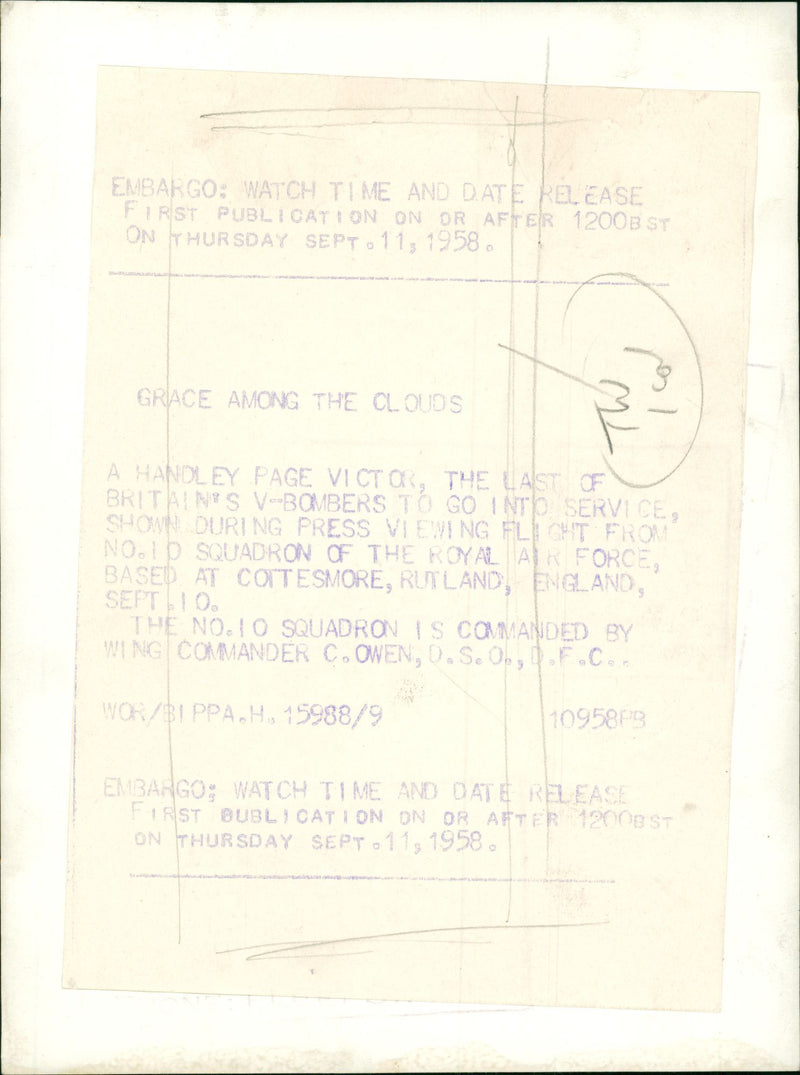 EMBARGO: WATCH TIME AND DATE RELEASE
FIRST PUBLICATION ON OR AFTER 1200BST
ON THURSDAY SEPT.11,1958.
GRACE AMONG THE CLOUDS
A HANDLEY PAGE VICTOR, THE LAST OF
BRITAIN'S V-BOMBERS TO GO INTO SERVICE,
SHOWN DURING PRESS VIEWING FLIGHT FROM
NO.10 SQUADRON OF THE ROYAL AIR FORCE,
BASED AT COTTESMORE, RUTLAND, ENGLAND,
SEPT.10.
THE NO.10 SQUADRON IS COMMANDED BY
WING COMMANDER C.OWEN, D.S.O., D.F.C..
WOR/BIPPA.H. 15988/9 10958PB
EMBARGO: WATCH TIME AND DATE RELEASE
FIRST BUBLICATION ON OR AFTER 1200BST
ON THURSDAY SEPT.11,1958.